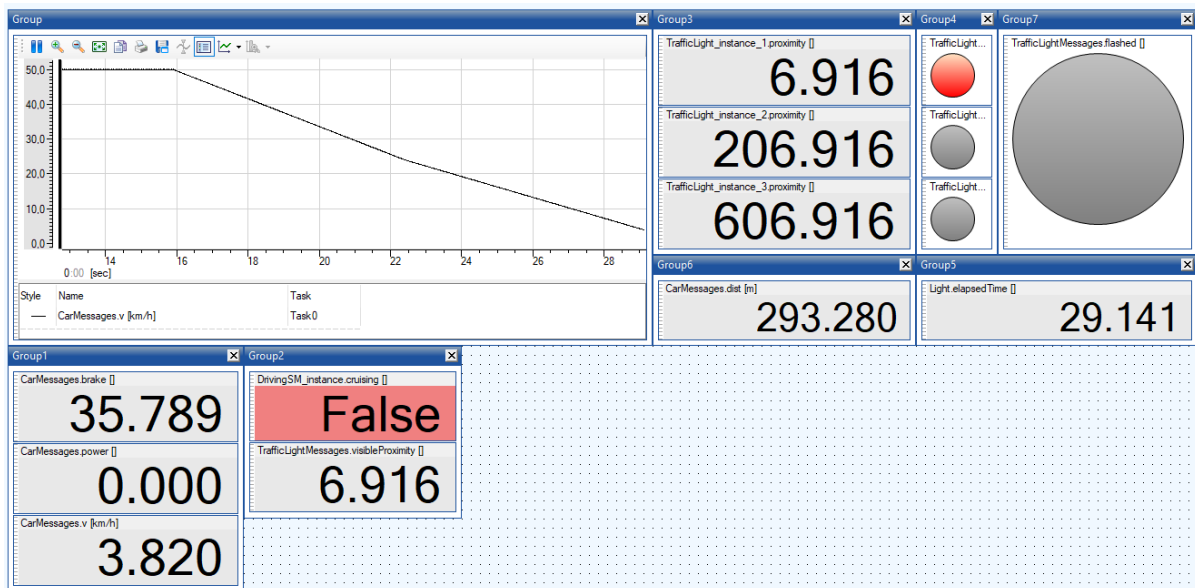 Group
50.0
40.0
30.0
20.0
10.0
0.0
14 16 18 20 22 24 26 28
0:00 [sec]
Style Name Task
CarMessages.v [km/h] Task0
Group3
TrafficLight_instance_1.proximity []
6.916
TrafficLight_instance_2.proximity []
206.916
TrafficLight_instance_3.proximity []
606.916
Group4
TrafficLight...
TrafficLight...
TrafficLight...
Group7
TrafficLightMessages.flashed []
Group6
CarMessages.dist [m]
293.280
Group5
Light.elapsedTime []
29.141
Group1
CarMessages.brake []
35.789
CarMessages.power []
0.000
CarMessages.v [km/h]
3.820
Group2
DrivingSM_instance.cruising []
False
TrafficLightMessages.visibleProximity []
6.916